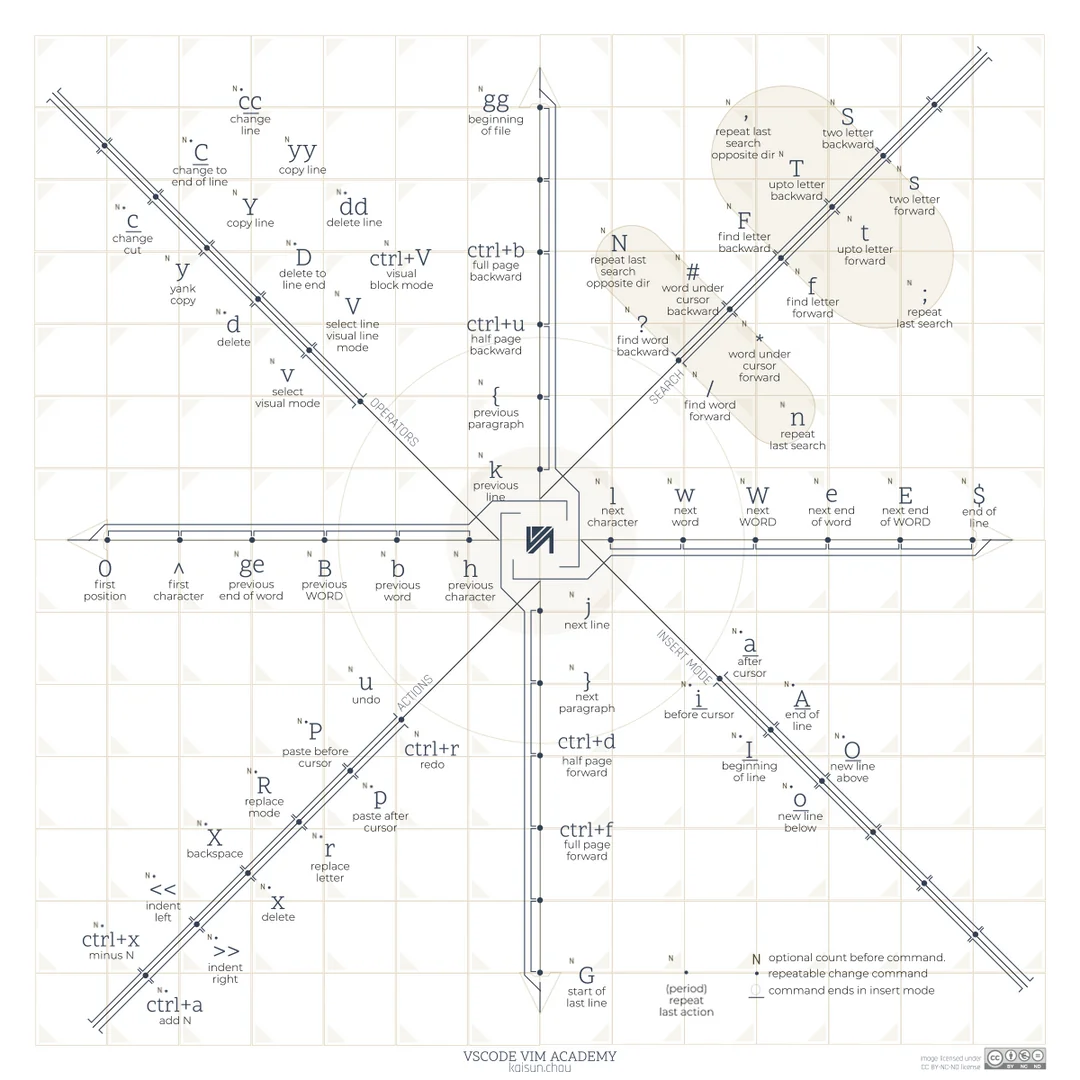 N•
cc
change
line
N•
C
change to
end of line
N
yy
copy line
N•
c
change
cut
N
Y
copy line
N•
dd
delete line
N
y
yank
copy
N•
D
delete to
line end
N
ctrl+V
visual
block mode
N•
d
delete
N
V
select line
visual line
mode
N
v
select
visual mode
OPERATORS
N
gg
beginning
of file
N
ctrl+b
full page
backward
N
ctrl+u
half page
backward
N
{
previous
paragraph
N
k
previous
line
N
,
repeat last
search
opposite dir
N
S
two letter
backward
N
T
upto letter
backward
N
s
two letter
forward
N
F
find letter
backward
N
t
upto letter
forward
N
N
repeat last
search
opposite dir
N
#
word under
cursor
backward
N
f
find letter
forward
N
;
repeat
last search
N
?
find word
backward
N
*
word under
cursor
forward
N
/
find word
forward
N
n
repeat
last search
SEARCH
N
l
next
character
N
w
next
word
N
W
next
WORD
N
e
next end
of word
N
E
next end
of WORD
N
$
end of
line
0
first
position
^
first
character
N
ge
previous
end of word
N
B
previous
WORD
N
b
previous
word
N
h
previous
character
N
j
next line
N
}
next
paragraph
N
ctrl+d
half page
forward
N
ctrl+f
full page
forward
N
G
start of
last line
N
u
undo
ACTIONS
N•
P
paste before
cursor
N
ctrl+r
redo
N•
R
replace
mode
N•
p
paste after
cursor
N•
X
backspace
N•
r
replace
letter
N•
<<
indent
left
N•
x
delete
N•
ctrl+x
minus N
N•
>>
indent
right
N•
ctrl+a
add N
INSERT MODE
N•
a
after
cursor
N•
i
before cursor
N•
A
end of
line
N•
I
beginning
of line
N•
O
new line
above
N•
o
new line
below
N
.
(period)
repeat
last action
N optional count before command.
• repeatable change command
command ends in insert mode
VSCODE VIM ACADEMY
kaisun.chou
image licensed under
CC BY-NC-ND license
CC BY NC ND